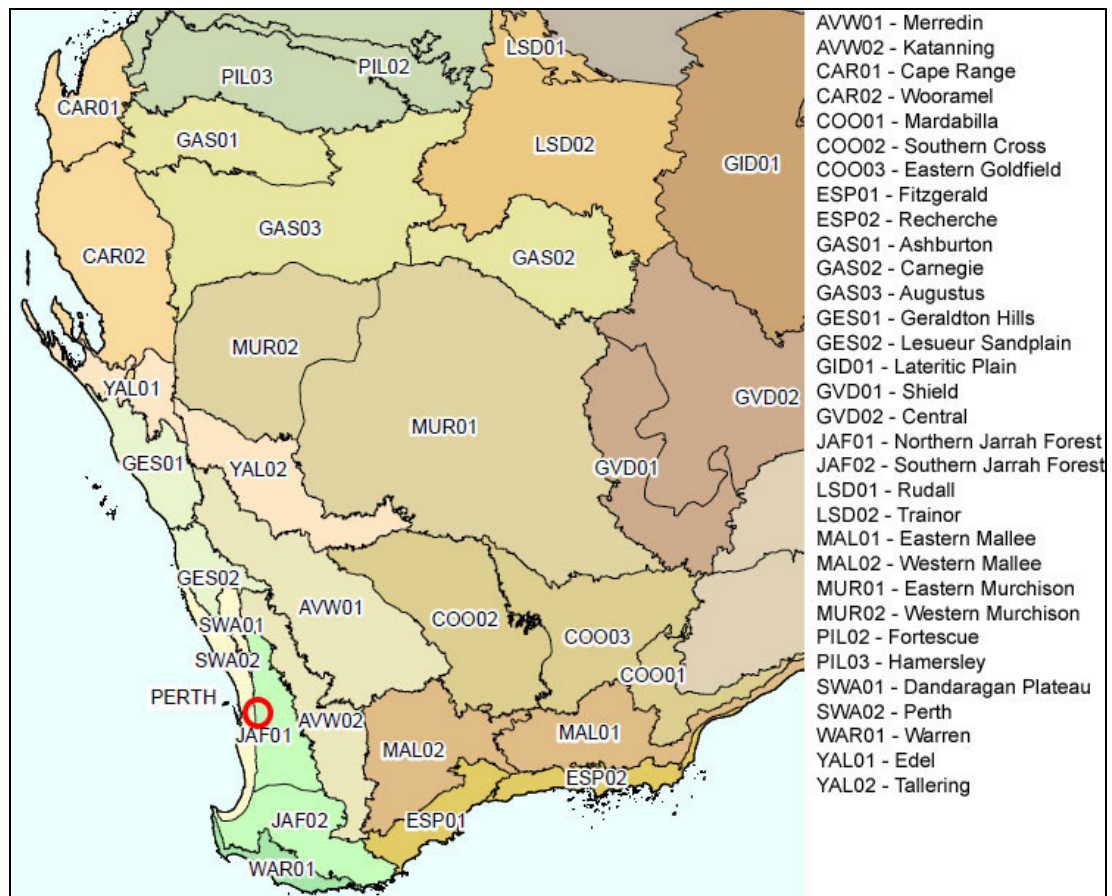 LSD01
PIL02
PIL03
CAR01
GAS01
LSD02
GID01
GAS03
CAR02
GAS02
MUR02
YAL01
GVD02
MUR01
GES01
YAL02
GVD01
GES02
AVW01
SWA01
COO02
COO03
SWA02
COO01
PERTH
AVW02
JAF01
MAL01
MAL02
ESP02
JAF02
ESP01
WAR01
AVW01 - Merredin
AVW02 - Katanning
CAR01 - Cape Range
CAR02 - Wooramel
COO01 - Mardabilla
COO02 - Southern Cross
COO03 - Eastern Goldfield
ESP01 - Fitzgerald
ESP02 - Recherche
GAS01 - Ashburton
GAS02 - Carnegie
GAS03 - Augustus
GES01 - Geraldton Hills
GES02 - Lesueur Sandplain
GID01 - Lateritic Plain
GVD01 - Shield
GVD02 - Central
JAF01 - Northern Jarrah Forest
JAF02 - Southern Jarrah Forest
LSD01 - Rudall
LSD02 - Trainor
MAL01 - Eastern Mallee
MAL02 - Western Mallee
MUR01 - Eastern Murchison
MUR02 - Western Murchison
PIL02 - Fortescue
PIL03 - Hamersley
SWA01 - Dandaragan Plateau
SWA02 - Perth
WAR01 - Warren
YAL01 - Edel
YAL02 - Tallering